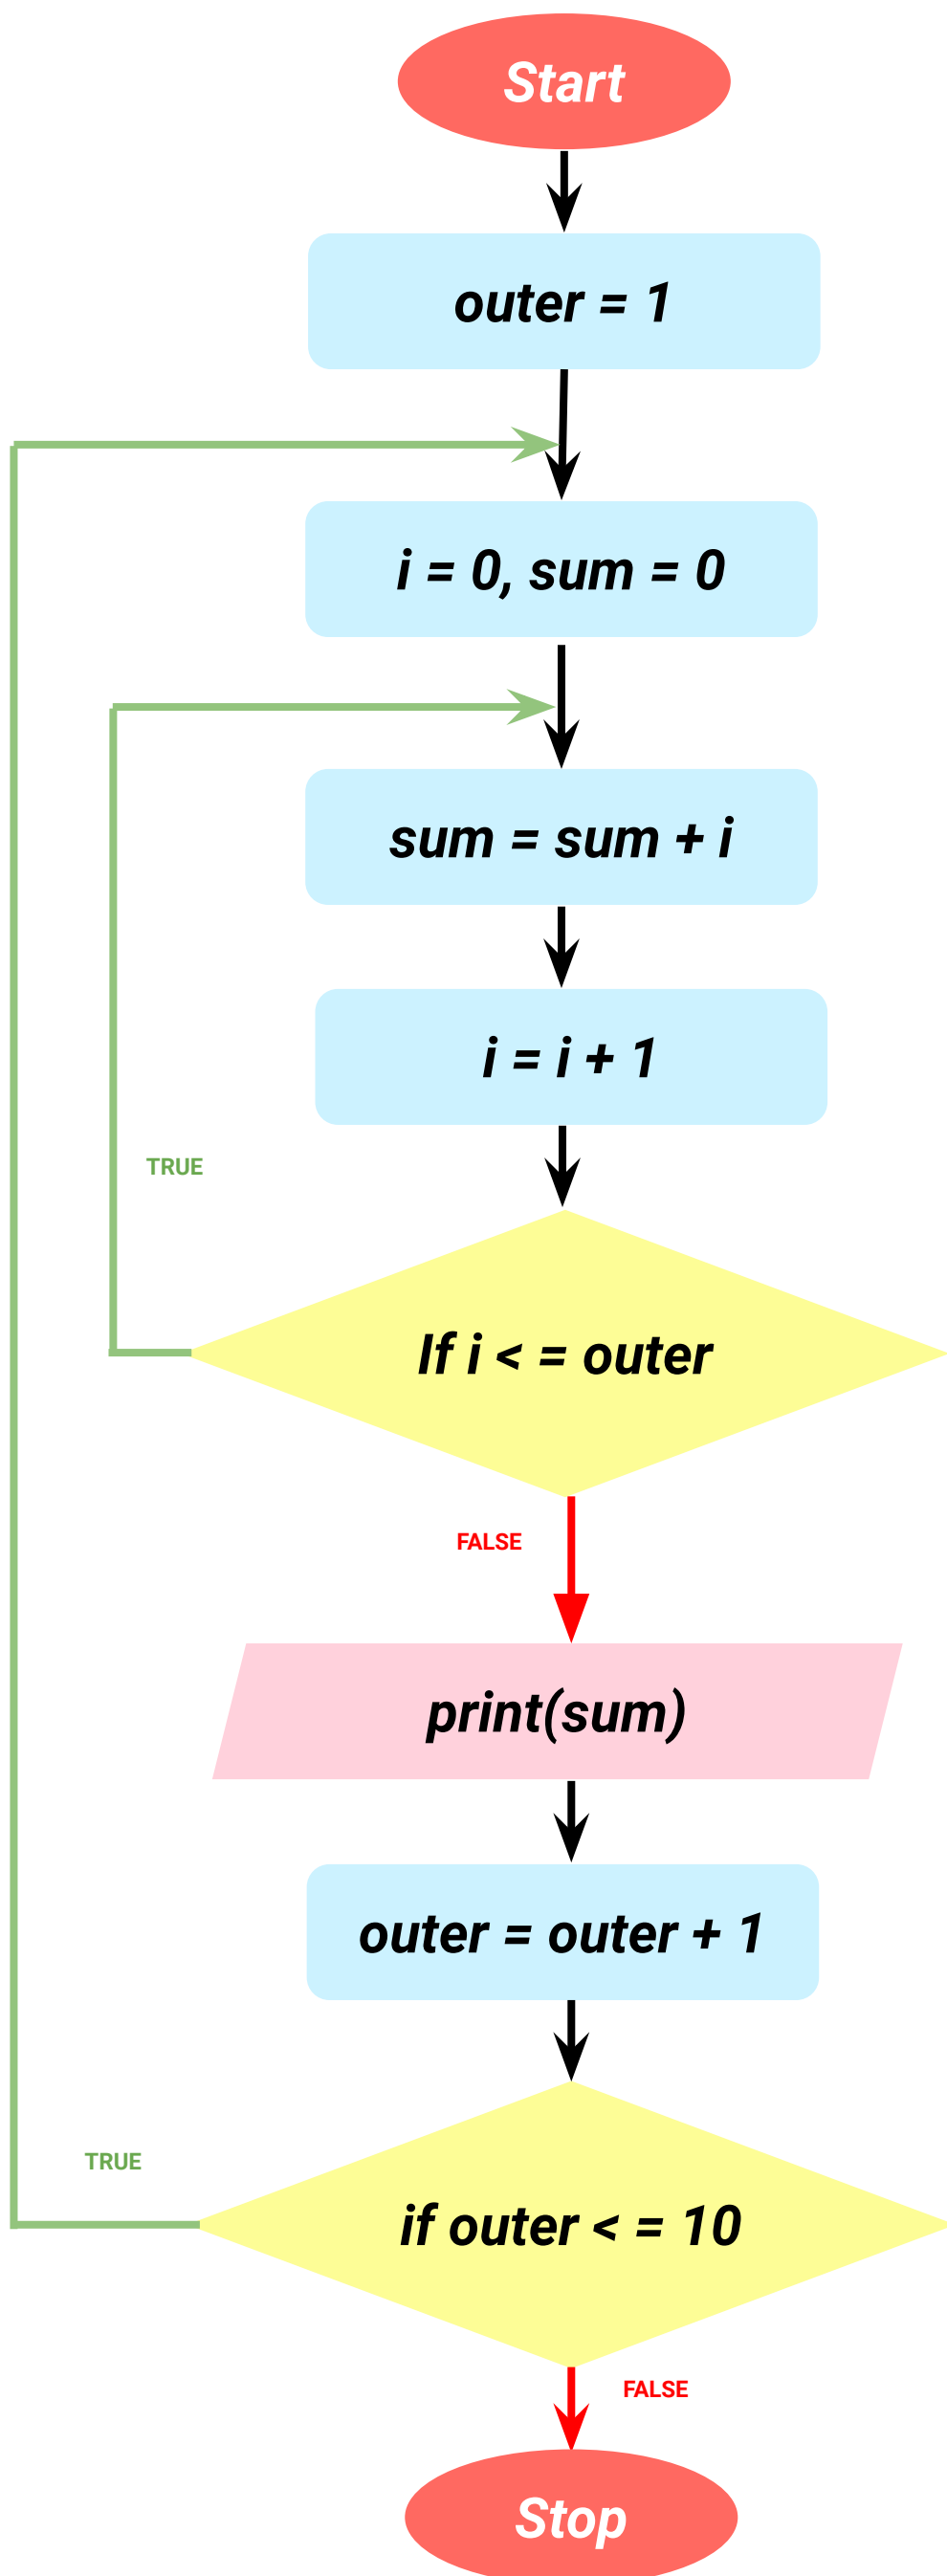 Start
outer = 1
i = 0, sum = 0
sum = sum + i
i = i + 1
TRUE
If i < = outer
FALSE
print(sum)
outer = outer + 1
TRUE
if outer < = 10
FALSE
Stop